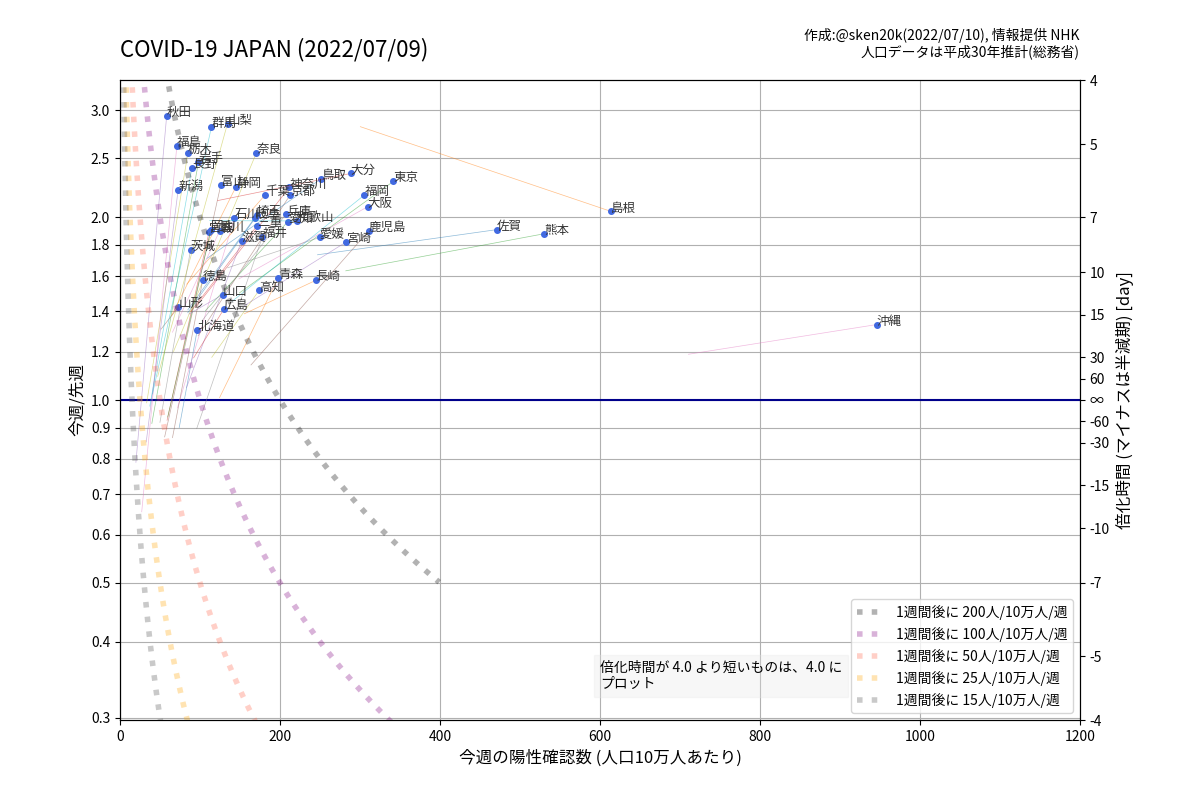 COVID-19 JAPAN (2022/07/09)
作成:@sken20k(2022/07/10), 情報提供 NHK
人口データは平成30年推計(総務省)
今週/先週
3.0
2.5
2.0
1.8
1.6
1.4
1.2
1.0
0.9
0.8
0.7
0.6
0.5
0.4
0.3
秋田
群馬
山梨
福島
栃木
岩手
長野
奈良
新潟
富山
静岡
千葉
神奈川
京都
鳥取
大分
東京
福岡
大阪
島根
石川
埼玉
兵庫
和歌山
三重
福井
滋賀
愛媛
宮崎
鹿児島
佐賀
熊本
茨城
徳島
青森
長崎
高知
山口
山形
広島
北海道
沖縄
4
5
7
10
15
30
60
∞
-60
-30
-15
-10
-7
-5
-4
倍化時間 (マイナスは半減期) [day]
倍化時間が 4.0 より短いものは、4.0 に
プロット
1週間後に 200人/10万人/週
1週間後に 100人/10万人/週
1週間後に 50人/10万人/週
1週間後に 25人/10万人/週
1週間後に 15人/10万人/週
0
200
400
600
800
1000
1200
今週の陽性確認数 (人口10万人あたり)